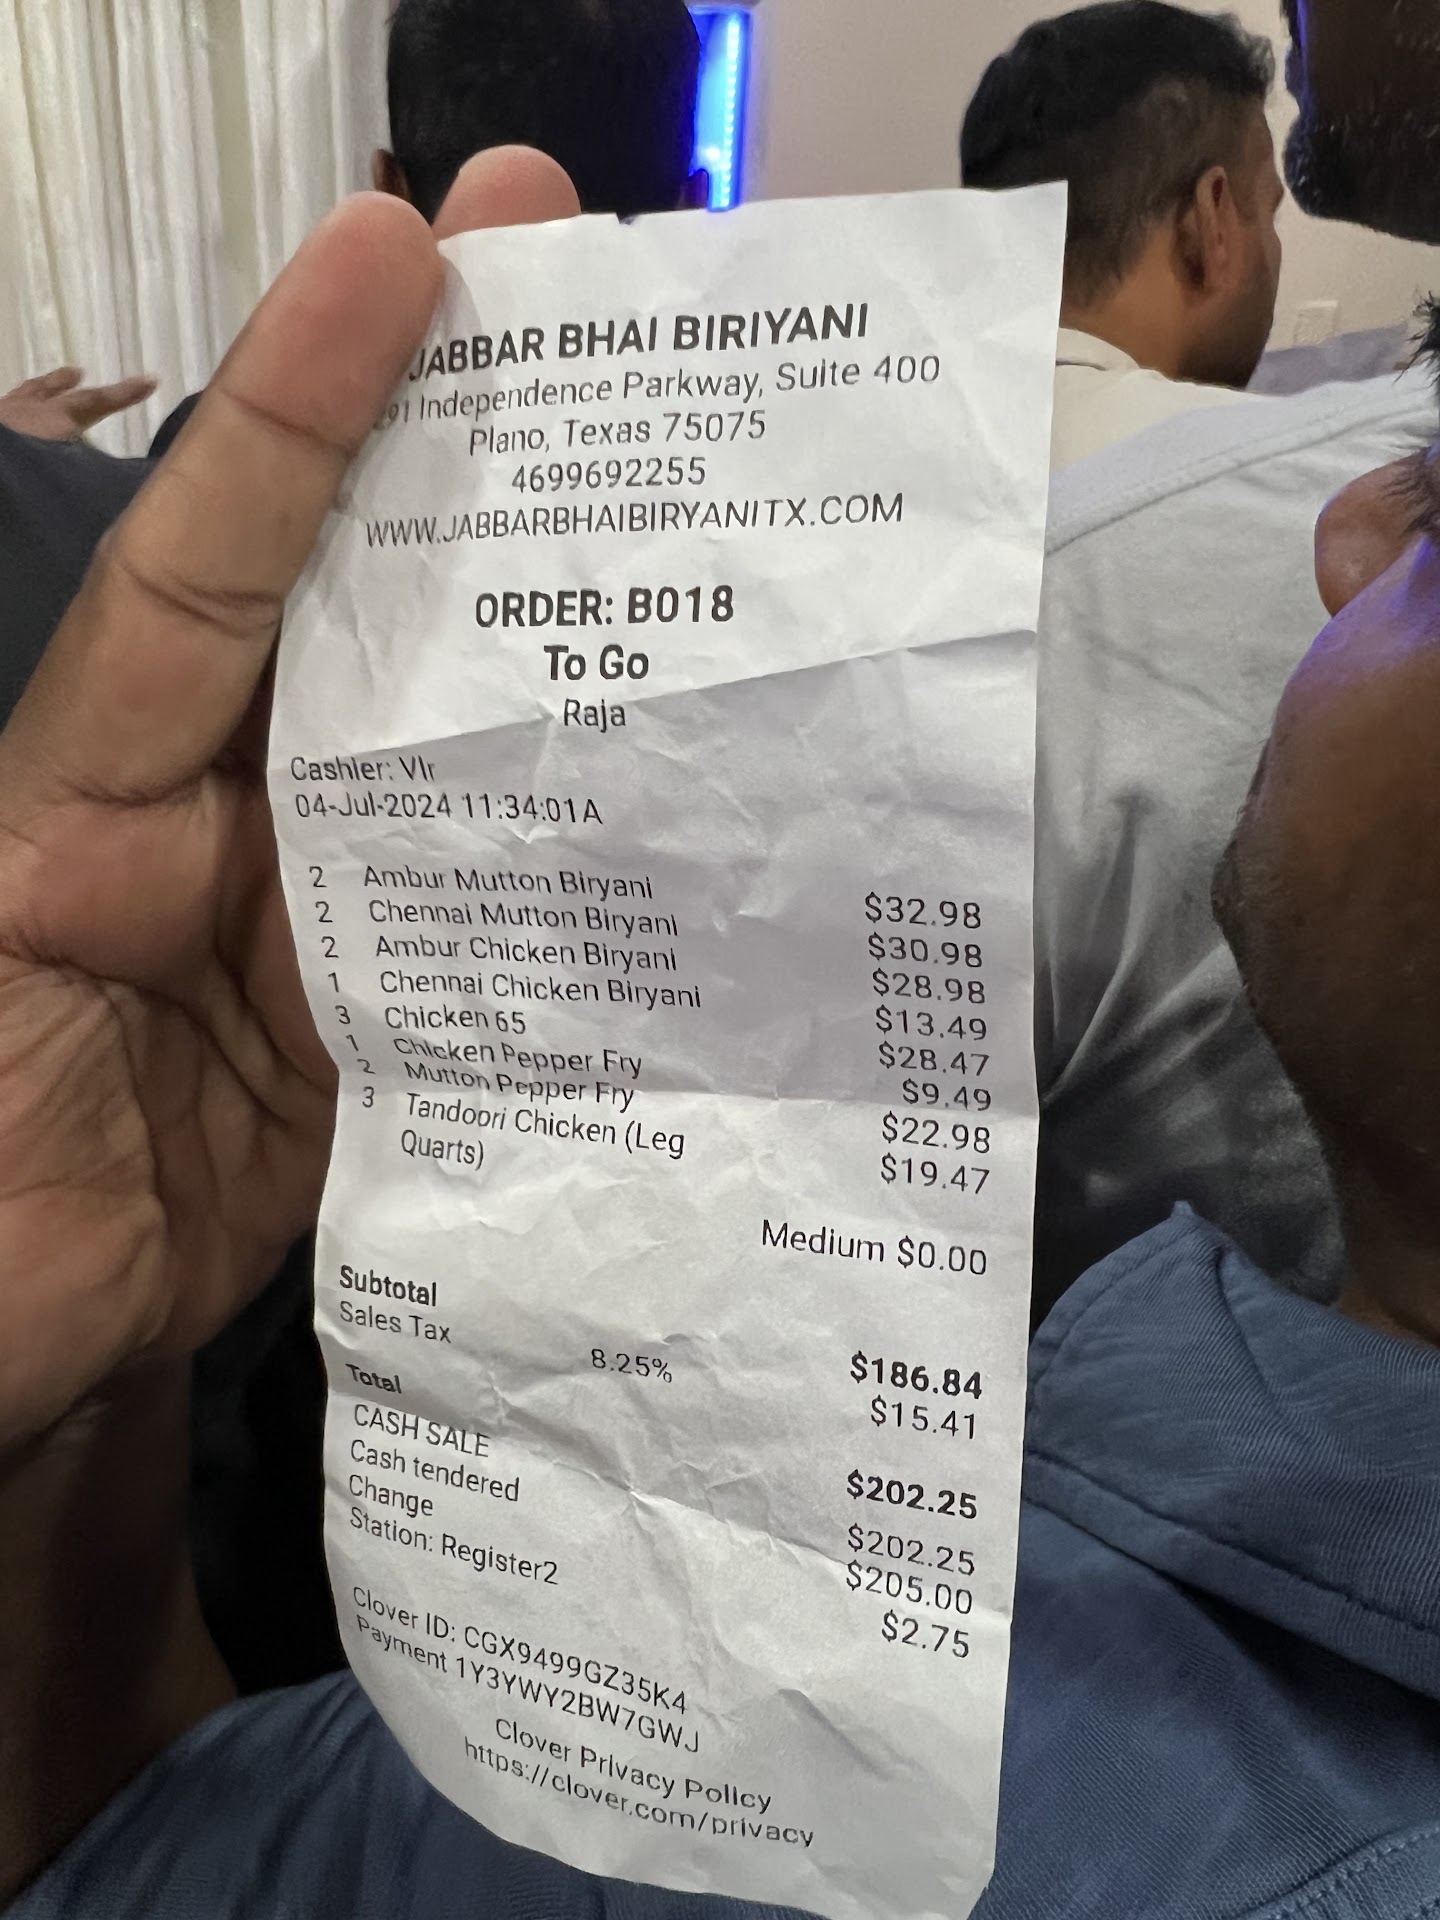 JABBAR BHAI BIRIYANI
Independence Parkway, Suite 400
Plano, Texas 75075
4699692255
WWW.JABBARBHAIBIRYANITX.COM
ORDER: B018
To Go
Raja
Cashier: Vir
04-Jul-2024 11:34:01A
2 Ambur Mutton Biryani $32.98
2 Chennai Mutton Biryani $30.98
2 Ambur Chicken Biryani $28.98
1 Chennai Chicken Biryani $13.49
3 Chicken 65 $28.47
1 Chicken Pepper Fry $9.49
2 Mutton Pepper Fry $22.98
3 Tandoori Chicken (Leg $19.47
Quarts)
Medium $0.00
Subtotal $186.84
Sales Tax 8.25% $15.41
Total $202.25
CASH SALE $202.25
Cash tendered $205.00
Change $2.75
Station: Register2
Clover ID: CGX9499GZ35K4
Payment 1Y3YWY2BW7GWJ
Clover Privacy Policy
https://clover.com/privacy